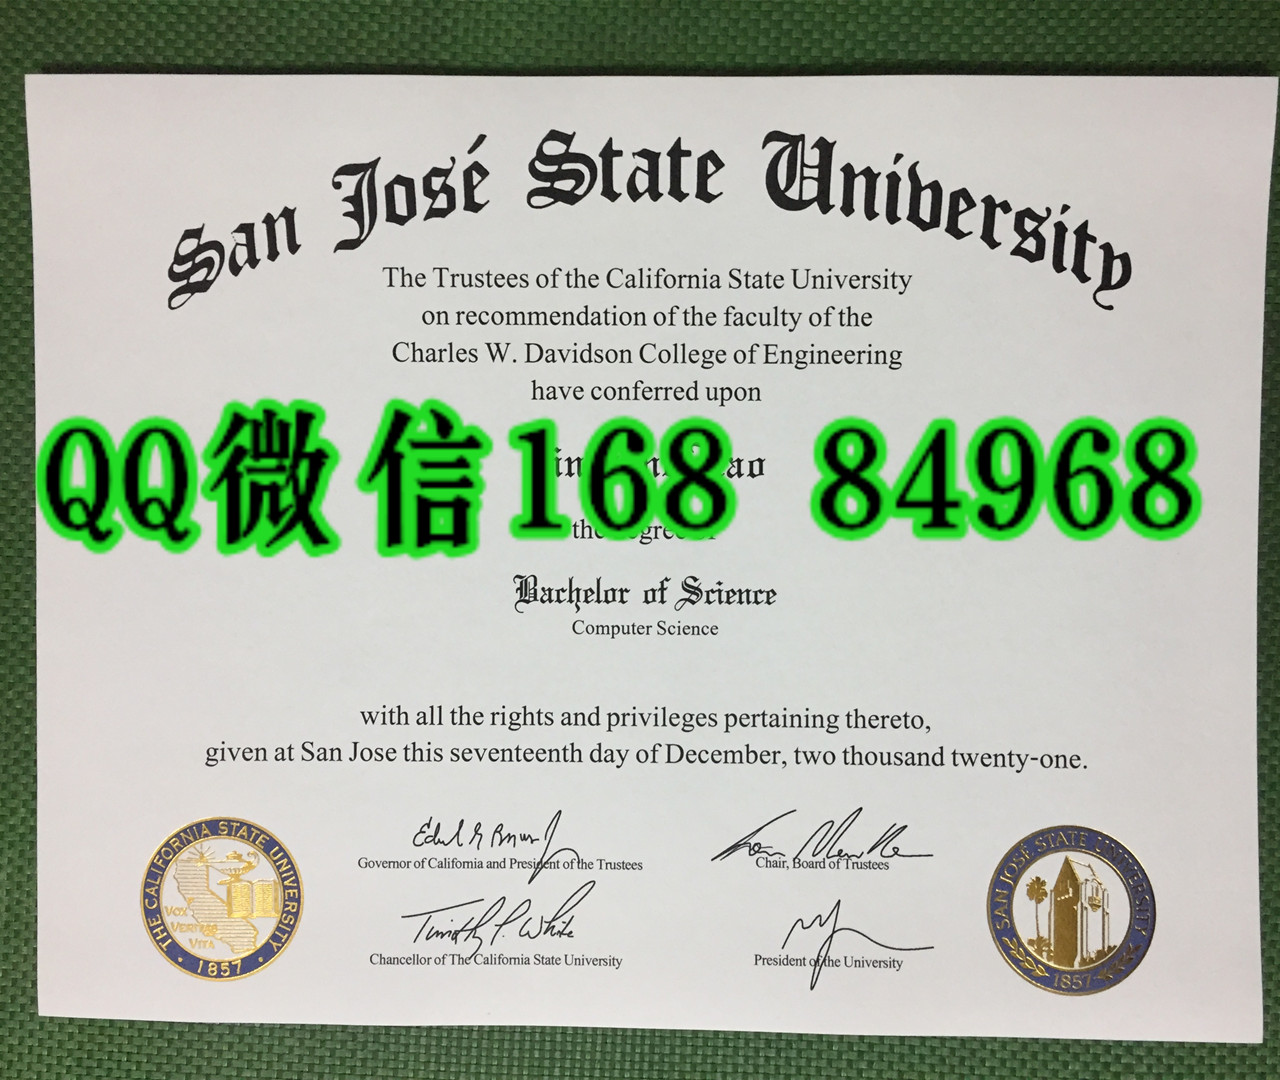 San José State University
The Trustees of the California State University
on recommendation of the faculty of the
Charles W. Davidson College of Engineering
have conferred upon
QQ微信168 84968
Bachelor of Science
Computer Science
with all the rights and privileges pertaining thereto,
given at San Jose this seventeenth day of December, two thousand twenty-one.
Governor of California and President of the Trustees
Chair, Board of Trustees
Timothy P. White
Chancellor of The California State University
President of the University
THE CALIFORNIA STATE UNIVERSITY
VOX
VERITAS
VITA
1857
SAN JOSÉ STATE UNIVERSITY
1857